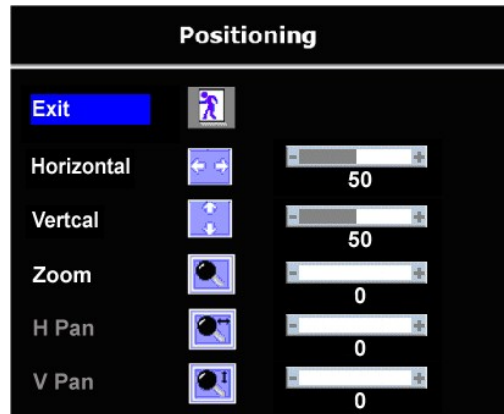 Positioning
Exit
Horizontal
50
Vertcal
50
Zoom
0
H Pan
0
V Pan
0